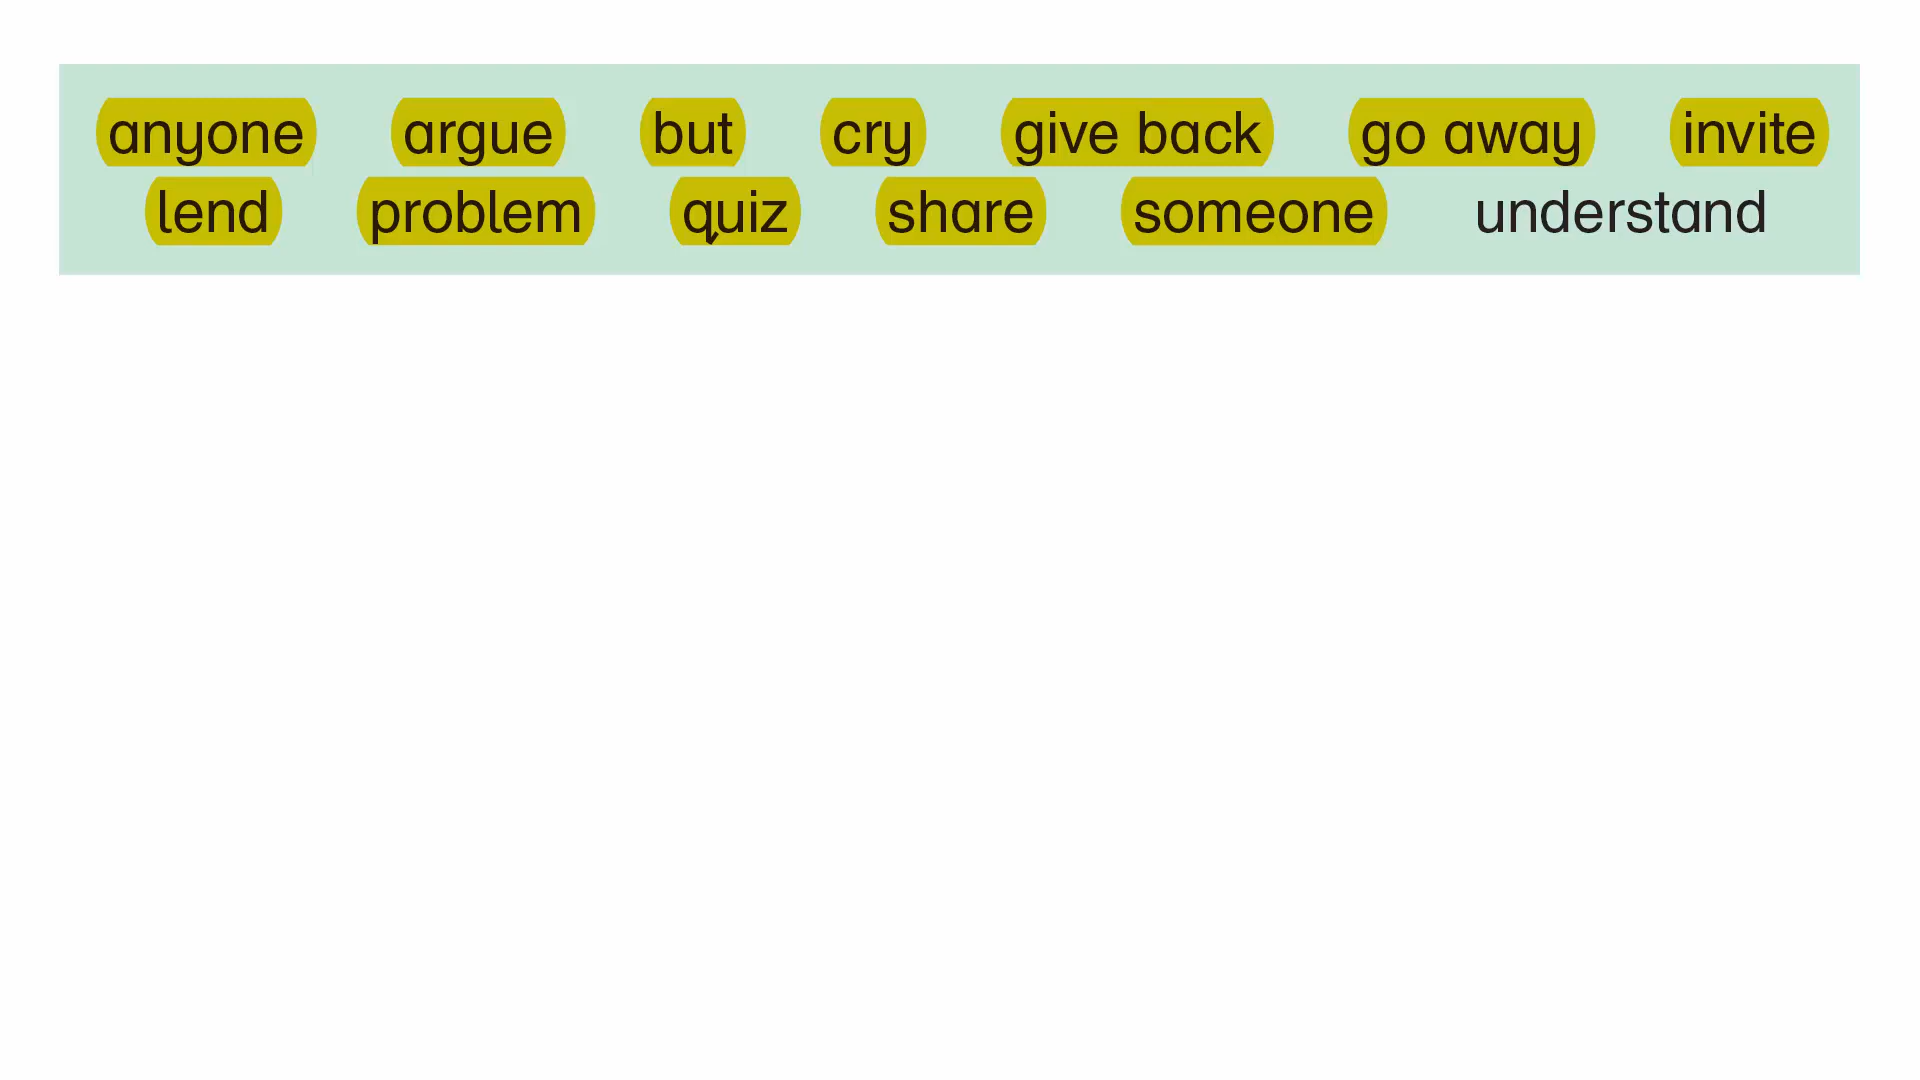 anyone argue but cry give back go away invite
lend problem quiz share someone understand